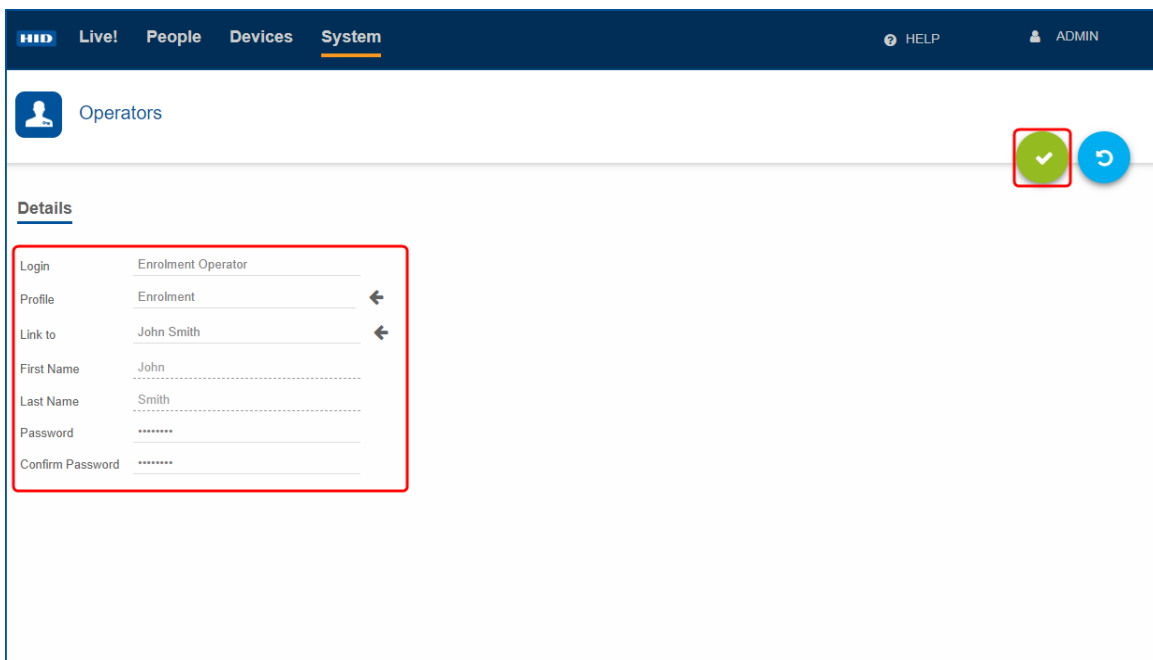 HID Live! People Devices System HELP ADMIN
Operators
Details
Login Enrolment Operator
Profile Enrolment
Link to John Smith
First Name John
Last Name Smith
Password ••••••••
Confirm Password ••••••••